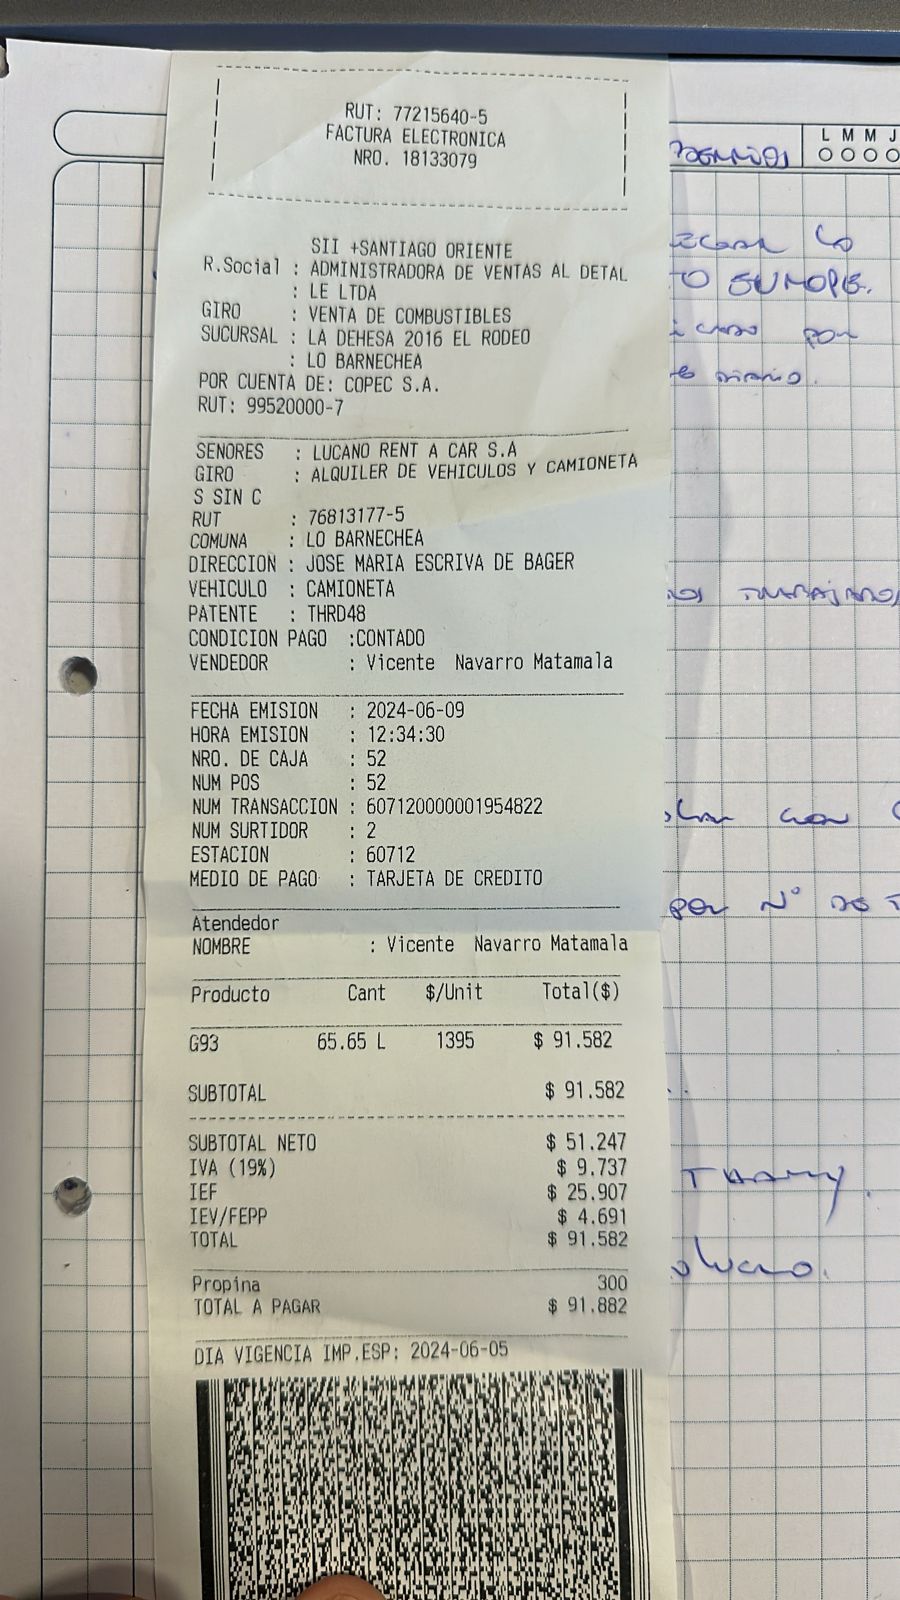 RUT: 77215640-5
FACTURA ELECTRONICA
NRO. 18133079
L M M J
SII +SANTIAGO ORIENTE
R.Social : ADMINISTRADORA DE VENTAS AL DETAL
: LE LTDA
GIRO : VENTA DE COMBUSTIBLES
SUCURSAL : LA DEHESA 2016 EL RODEO
: LO BARNECHEA
POR CUENTA DE: COPEC S.A.
RUT: 99520000-7
SENORES : LUCANO RENT A CAR S.A
GIRO : ALQUILER DE VEHICULOS Y CAMIONETA
S SIN C
RUT : 76813177-5
COMUNA : LO BARNECHEA
DIRECCION : JOSE MARIA ESCRIVA DE BAGER
VEHICULO : CAMIONETA
PATENTE : THRD48
CONDICION PAGO :CONTADO
VENDEDOR : Vicente Navarro Matamala
FECHA EMISION : 2024-06-09
HORA EMISION : 12:34:30
NRO. DE CAJA : 52
NUM POS : 52
NUM TRANSACCION : 607120000001954822
NUM SURTIDOR : 2
ESTACION : 60712
MEDIO DE PAGO : TARJETA DE CREDITO
Atendedor
NOMBRE : Vicente Navarro Matamala
Producto Cant $/Unit Total($)
G93 65.65 L 1395 $ 91.582
SUBTOTAL $ 91.582
SUBTOTAL NETO $ 51.247
IVA (19%) $ 9.737
IEF $ 25.907
IEV/FEPP $ 4.691
TOTAL $ 91.582
Propina 300
TOTAL A PAGAR $ 91.882
DIA VIGENCIA IMP.ESP: 2024-06-05